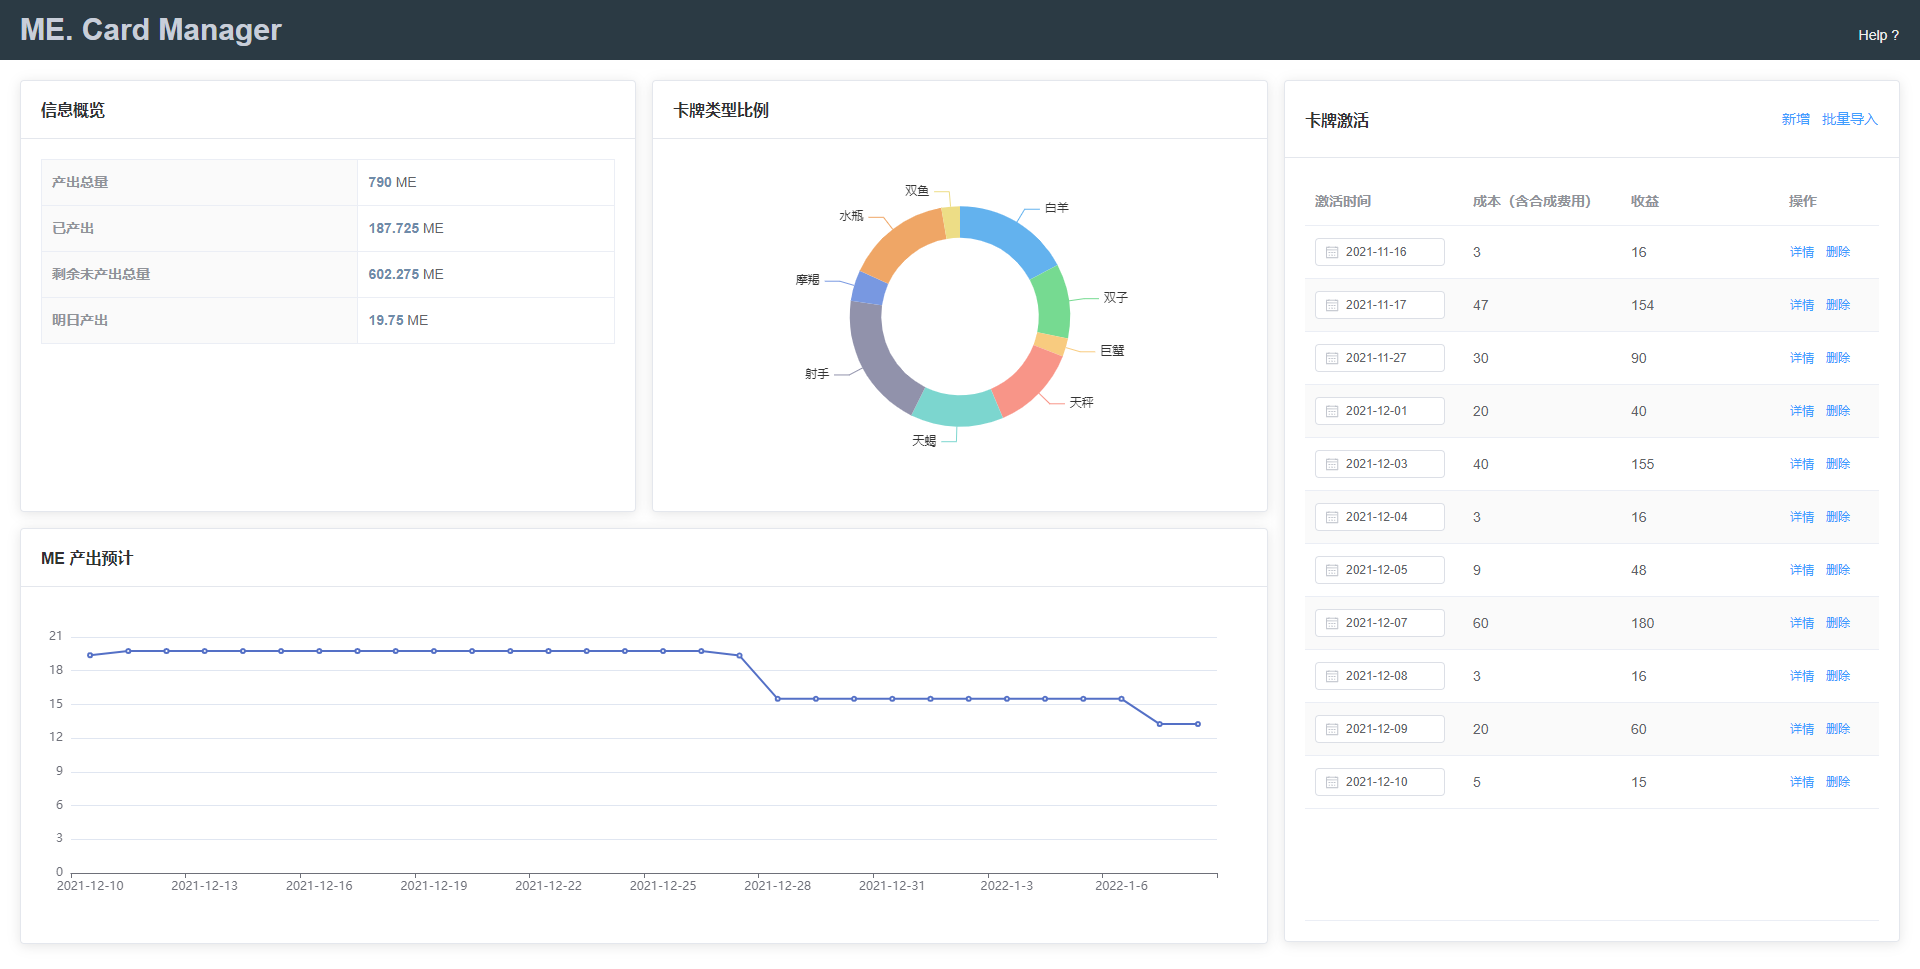 ME. Card Manager
Help ?
信息概览
产出总量 790 ME
已产出 187.725 ME
剩余未产出总量 602.275 ME
明日产出 19.75 ME
卡牌类型比例
双鱼
白羊
水瓶
摩羯
双子
巨蟹
射手
天秤
天蝎
ME 产出预计
21
18
15
12
9
6
3
0
2021-12-10 2021-12-13 2021-12-16 2021-12-19 2021-12-22 2021-12-25 2021-12-28 2021-12-31 2022-1-3 2022-1-6
卡牌激活 新增 批量导入
激活时间 成本（含合成费用） 收益 操作
2021-11-16 3 16 详情 删除
2021-11-17 47 154 详情 删除
2021-11-27 30 90 详情 删除
2021-12-01 20 40 详情 删除
2021-12-03 40 155 详情 删除
2021-12-04 3 16 详情 删除
2021-12-05 9 48 详情 删除
2021-12-07 60 180 详情 删除
2021-12-08 3 16 详情 删除
2021-12-09 20 60 详情 删除
2021-12-10 5 15 详情 删除